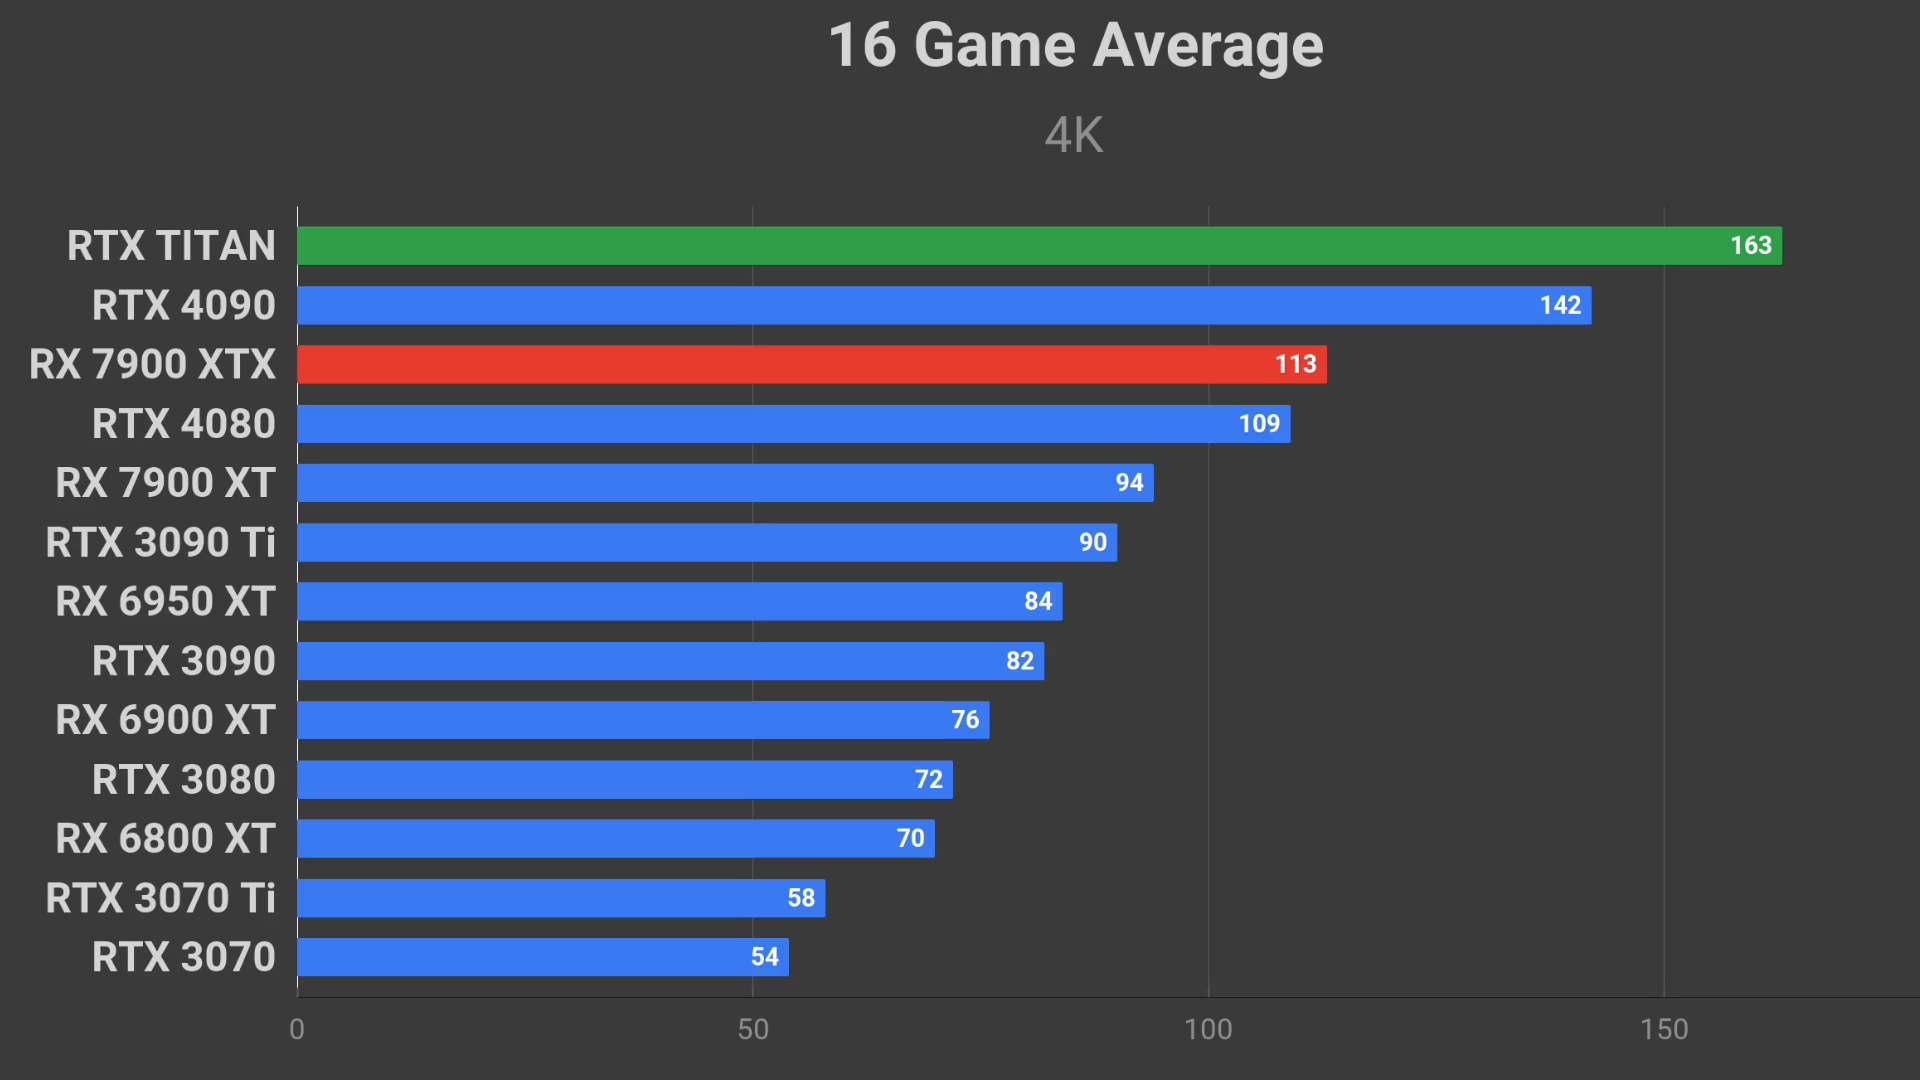 16 Game Average
4K
RTX TITAN 163
RTX 4090 142
RX 7900 XTX 113
RTX 4080 109
RX 7900 XT 94
RTX 3090 Ti 90
RX 6950 XT 84
RTX 3090 82
RX 6900 XT 76
RTX 3080 72
RX 6800 XT 70
RTX 3070 Ti 58
RTX 3070 54
0 50 100 150